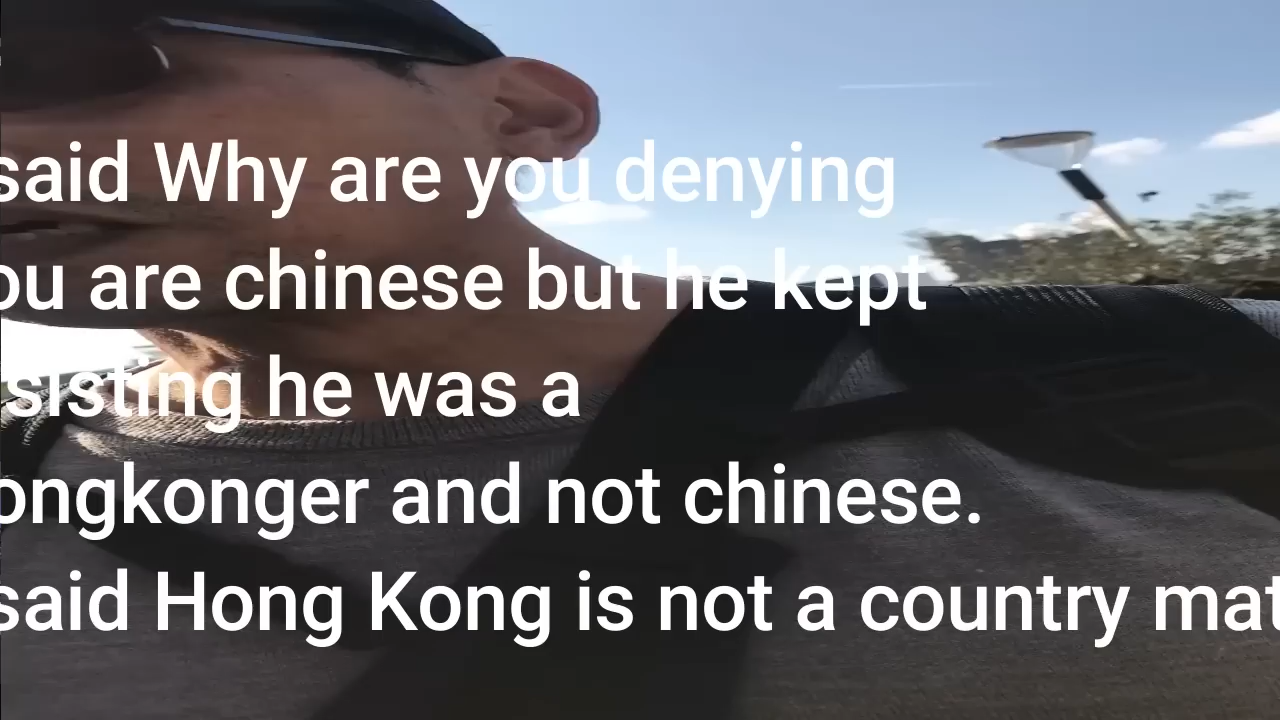 said Why are you denying
ou are chinese but he kept
sisting he was a
ongkonger and not chinese.
said Hong Kong is not a country mat